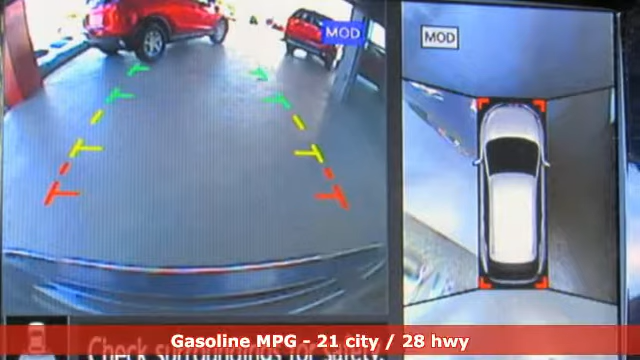 MOD
MOD
Check surroundings for safety.
Gasoline MPG - 21 city / 28 hwy